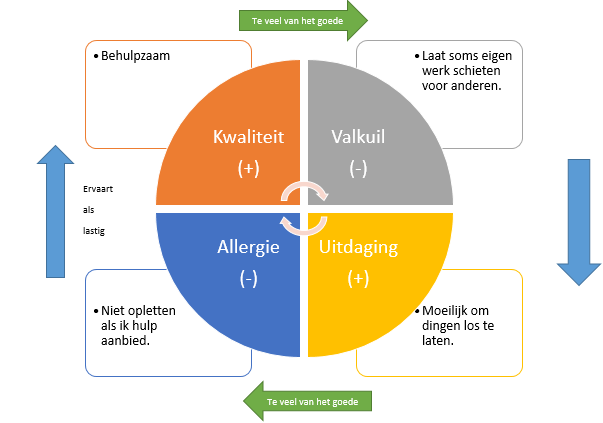 Te veel van het goede
• Behulpzaam
• Laat soms eigen
werk schieten
voor anderen.
Kwaliteit
(+)
Valkuil
(-)
Ervaart
als
lastig
Allergie
(-)
Uitdaging
(+)
• Niet opletten
als ik hulp
aanbied.
• Moeilijk om
dingen los te
laten.
Te veel van het goede